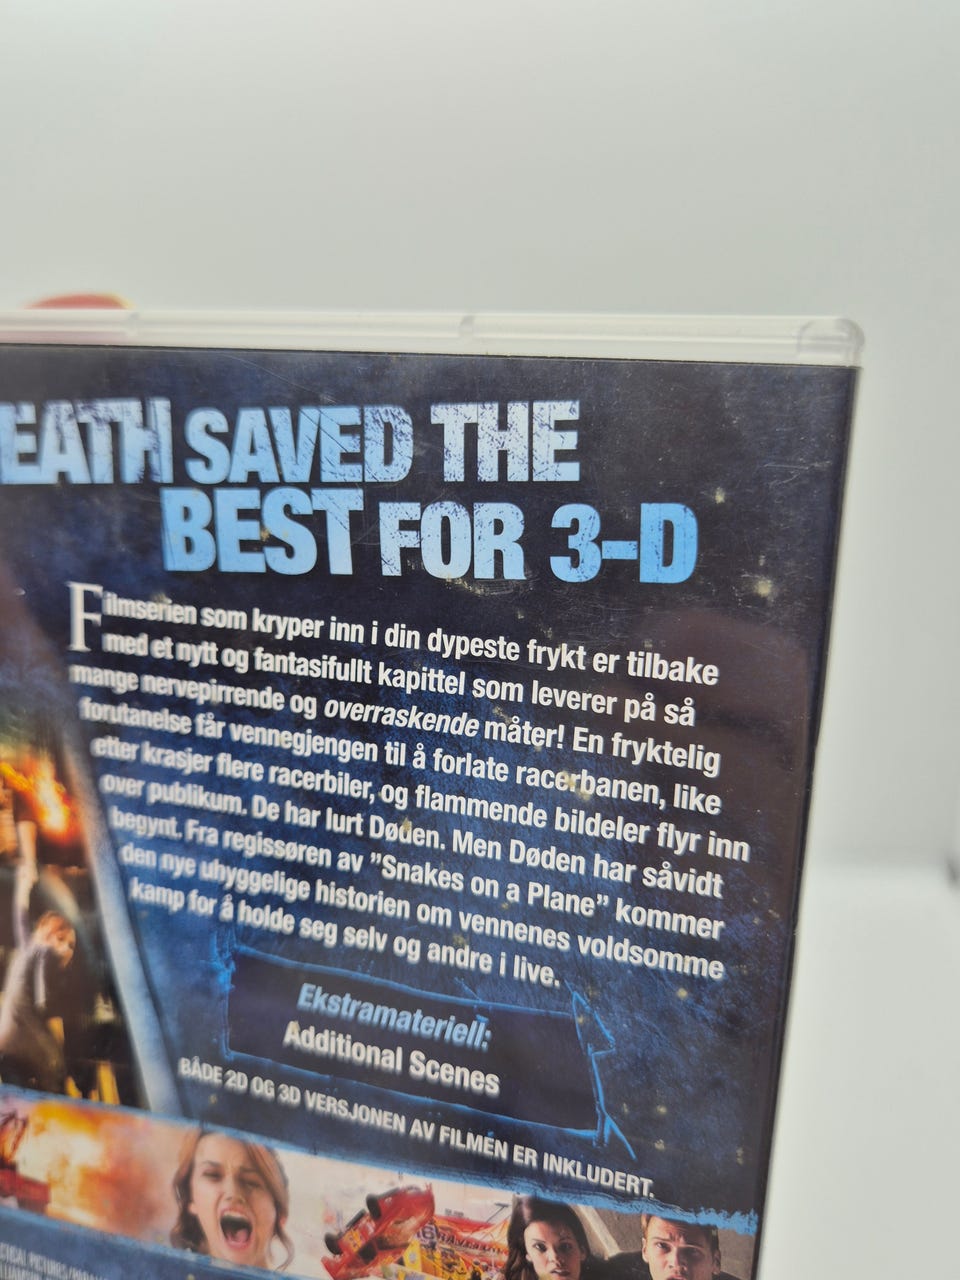 EATH SAVED THE
BEST FOR 3-D
Filmserien som kryper inn i din dypeste frykt er tilbake
med et nytt og fantasifullt kapittel som leverer på så
mange nervepirrende og overraskende måter! En fryktelig
forutanelse får vennegjengen til å forlate racerbanen, like
etter krasjer flere racerbiler, og flammende bildeler flyr inn
over publikum. De har lurt Døden. Men Døden har såvidt
begynt. Fra regissøren av ”Snakes on a Plane” kommer
den nye uhyggelige historien om vennenes voldsomme
kamp for å holde seg selv og andre i live.
Ekstramateriell:
Additional Scenes
BÅDE 2D OG 3D VERSJONEN AV FILMEN ER INKLUDERT.